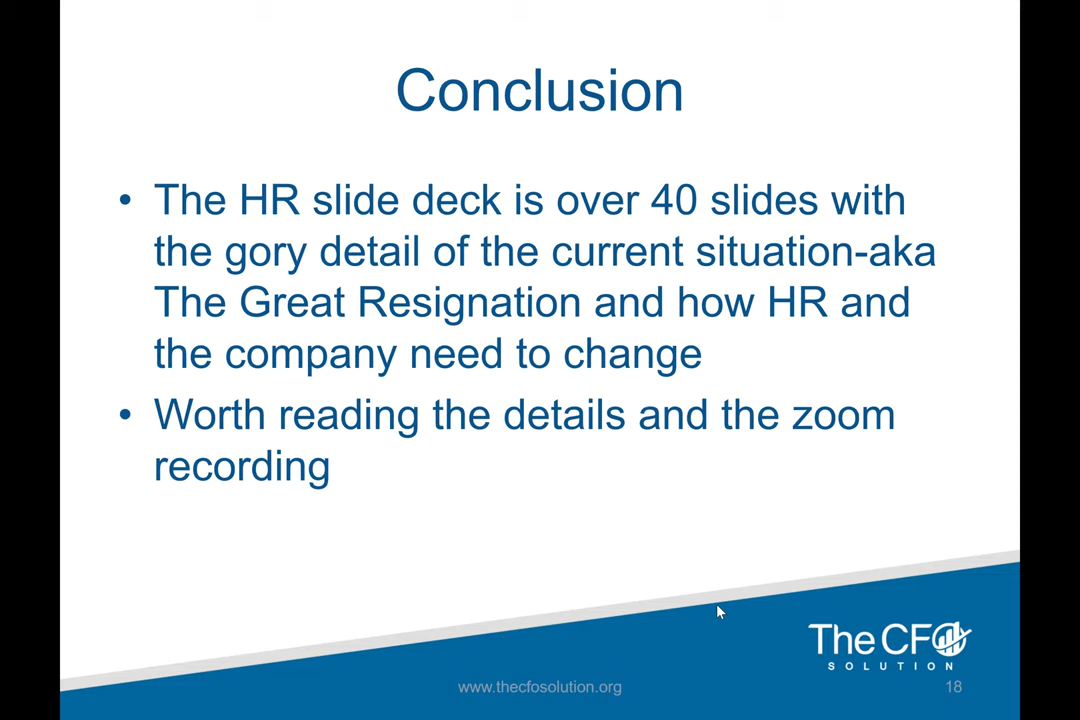 Conclusion
• The HR slide deck is over 40 slides with
the gory detail of the current situation-aka
The Great Resignation and how HR and
the company need to change
• Worth reading the details and the zoom
recording
The CFO
SOLUTION
www.thecfosolution.org
18